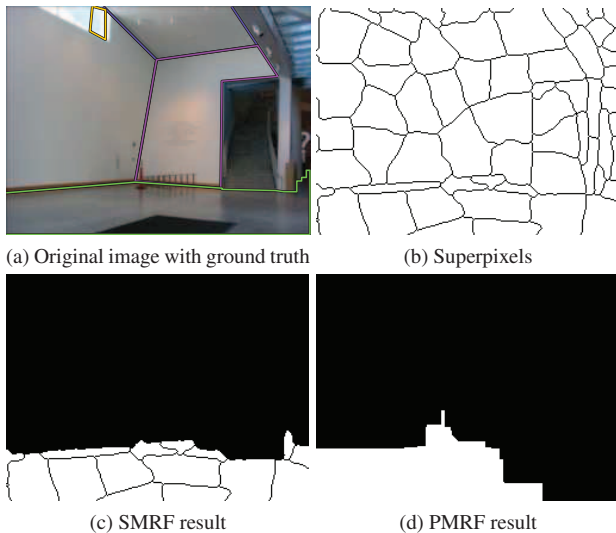 (a) Original image with ground truth
(b) Superpixels
(c) SMRF result
(d) PMRF result